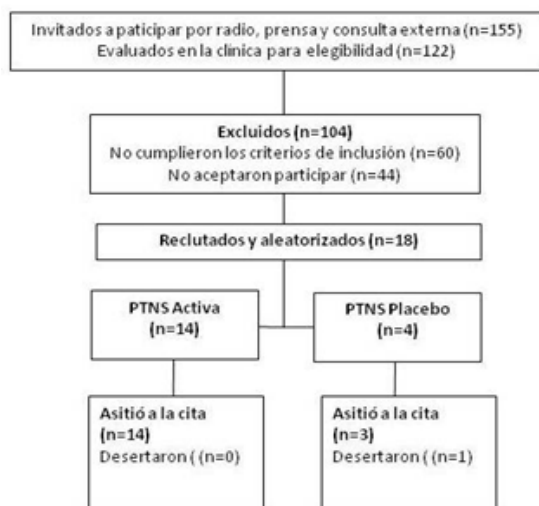 Invitados a paticipar por radio, prensa y consulta externa (n=155)
Evaluados en la clínica para elegibilidad (n=122)
Excluidos (n=104)
No cumplieron los criterios de inclusión (n=60)
No aceptaron participar (n=44)
Reclutados y aleatorizados (n=18)
PTNS Activa
(n=14)
PTNS Placebo
(n=4)
Asitió a la cita
(n=14)
Desertaron ( (n=0)
Asitió a la cita
(n=3)
Desertaron ( (n=1)